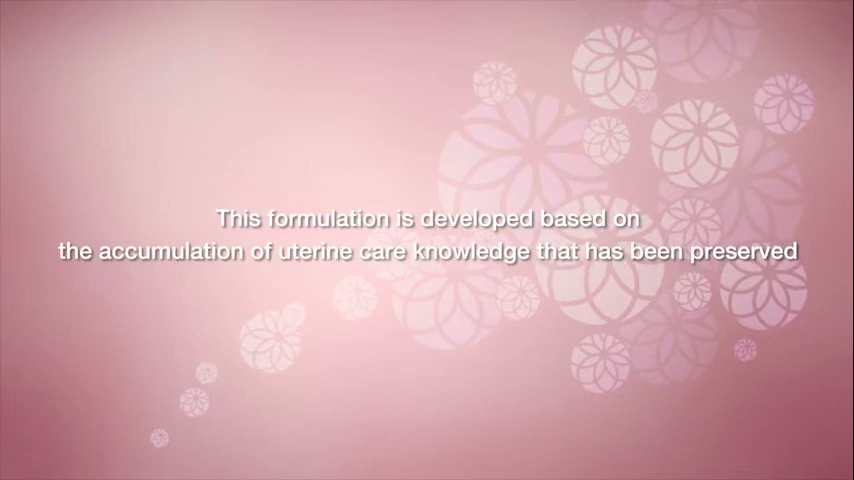 This formulation is developed based on
the accumulation of uterine care knowledge that has been preserved